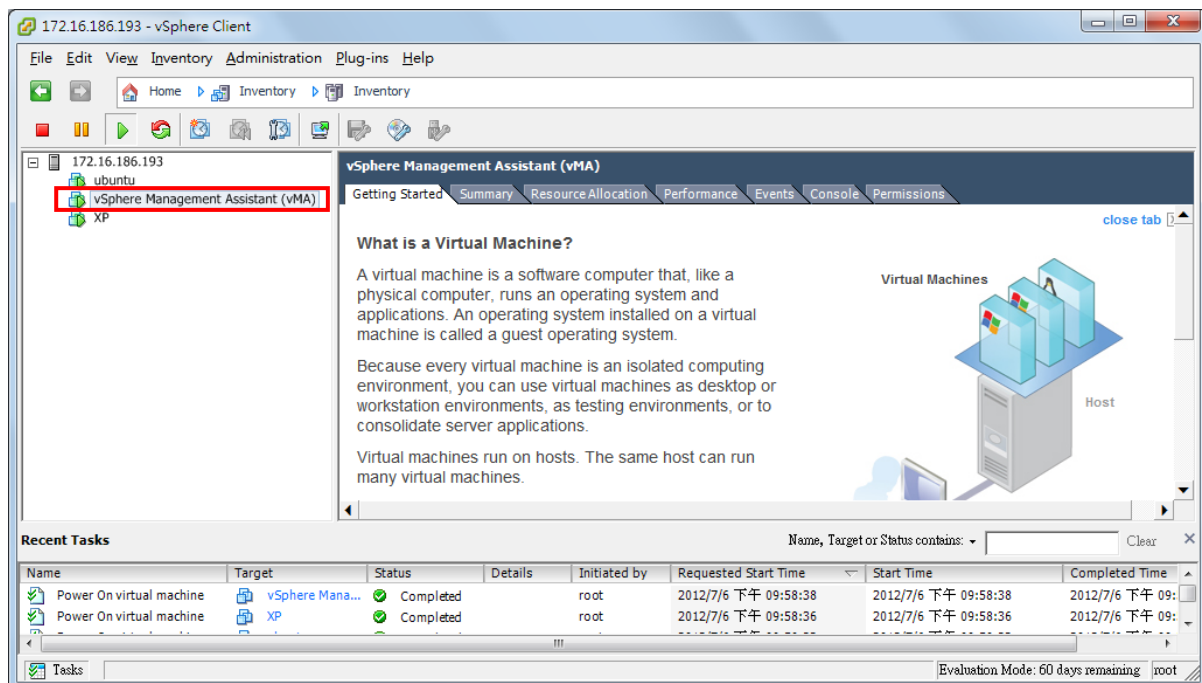 172.16.186.193 - vSphere Client
File Edit View Inventory Administration Plug-ins Help
Home Inventory Inventory
172.16.186.193
ubuntu
vSphere Management Assistant (vMA)
XP
vSphere Management Assistant (vMA)
Getting Started Summary Resource Allocation Performance Events Console Permissions
close tab
What is a Virtual Machine?
A virtual machine is a software computer that, like a
physical computer, runs an operating system and
applications. An operating system installed on a virtual
machine is called a guest operating system.
Because every virtual machine is an isolated computing
environment, you can use virtual machines as desktop or
workstation environments, as testing environments, or to
consolidate server applications.
Virtual machines run on hosts. The same host can run
many virtual machines.
Virtual Machines
Host
Recent Tasks Name, Target or Status contains: Clear
Name Target Status Details Initiated by Requested Start Time Start Time Completed Time
Power On virtual machine vSphere Mana... Completed root 2012/7/6 下午 09:58:38 2012/7/6 下午 09:58:38 2012/7/6 下午 09:
Power On virtual machine XP Completed root 2012/7/6 下午 09:58:36 2012/7/6 下午 09:58:36 2012/7/6 下午 09:
Tasks Evaluation Mode: 60 days remaining root